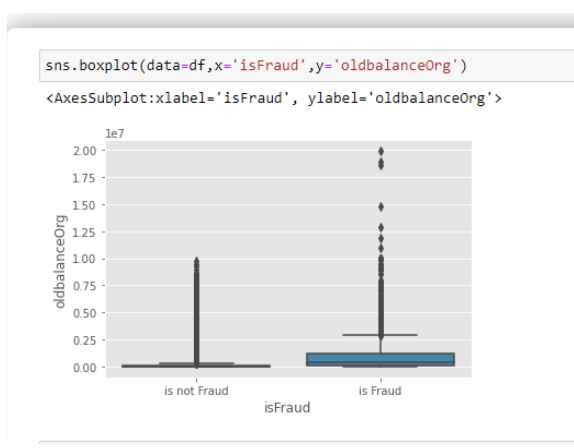 sns.boxplot(data=df,x='isFraud',y='oldbalanceOrg')
<AxesSubplot:xlabel='isFraud', ylabel='oldbalanceOrg'>
1e7
2.00
1.75
1.50
1.25
1.00
0.75
0.50
0.25
0.00
oldbalanceOrg
is not Fraud is Fraud
isFraud